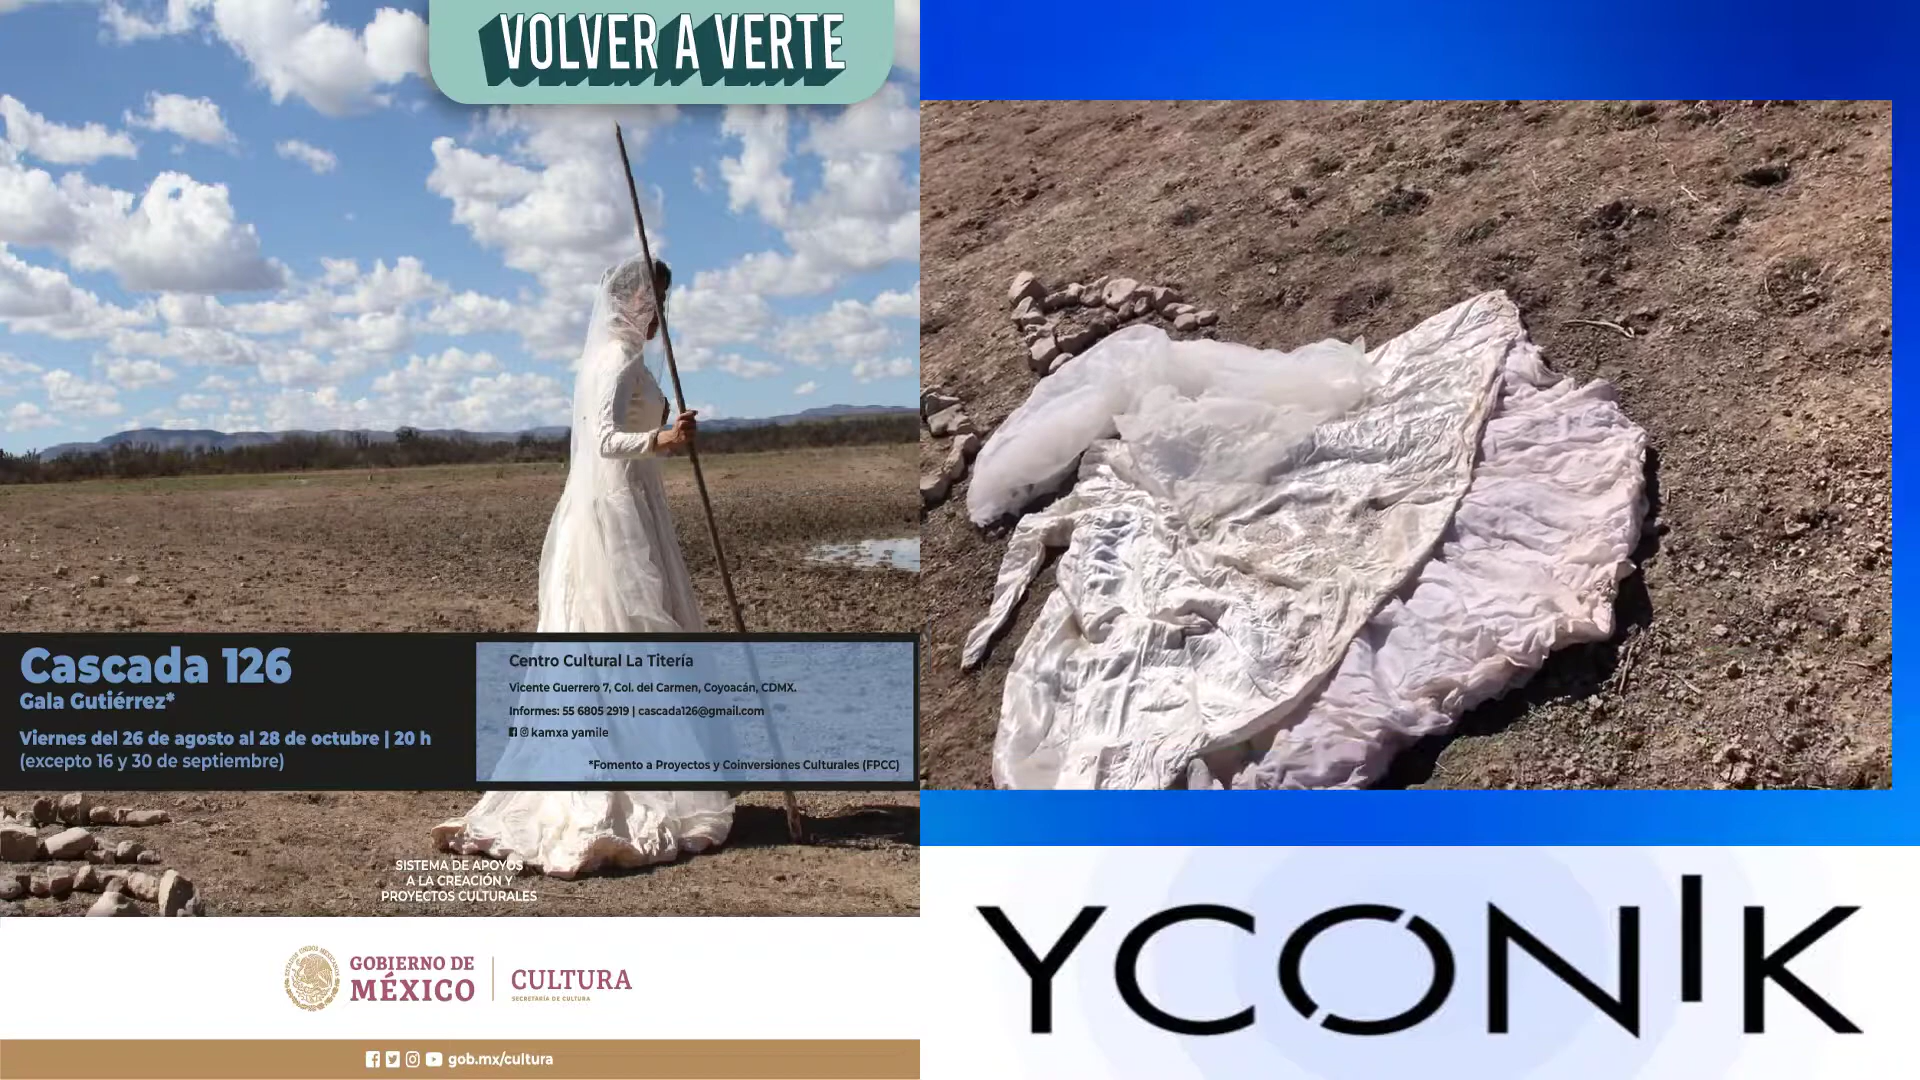 VOLVER A VERTE
Cascada 126
Gala Gutiérrez*
Viernes del 26 de agosto al 28 de octubre | 20 h
(excepto 16 y 30 de septiembre)
Centro Cultural La Titería
Vicente Guerrero 7, Col. del Carmen, Coyoacán, CDMX.
Informes: 55 6805 2919 | cascada126@gmail.com
kamxa yamile
*Fomento a Proyectos y Coinversiones Culturales (FPCC)
SISTEMA DE APOYOS
A LA CREACIÓN Y
PROYECTOS CULTURALES
ESTADOS UNIDOS MEXICANOS
GOBIERNO DE
MÉXICO
CULTURA
SECRETARÍA DE CULTURA
gob.mx/cultura
YCONIK